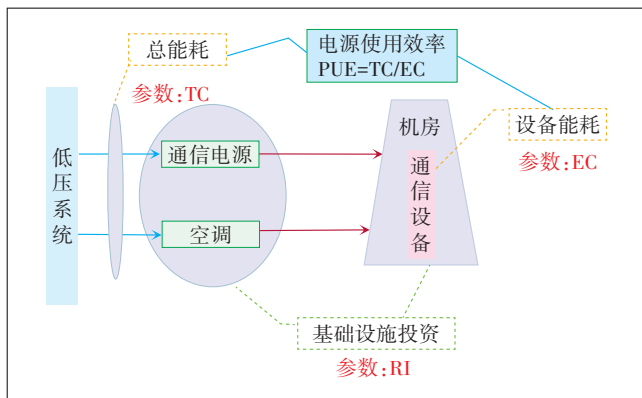 总能耗
电源使用效率
PUE=TC/EC
参数:TC
设备能耗
参数:EC
低压系统
通信电源
空调
机房
通信设备
基础设施投资
参数:RI